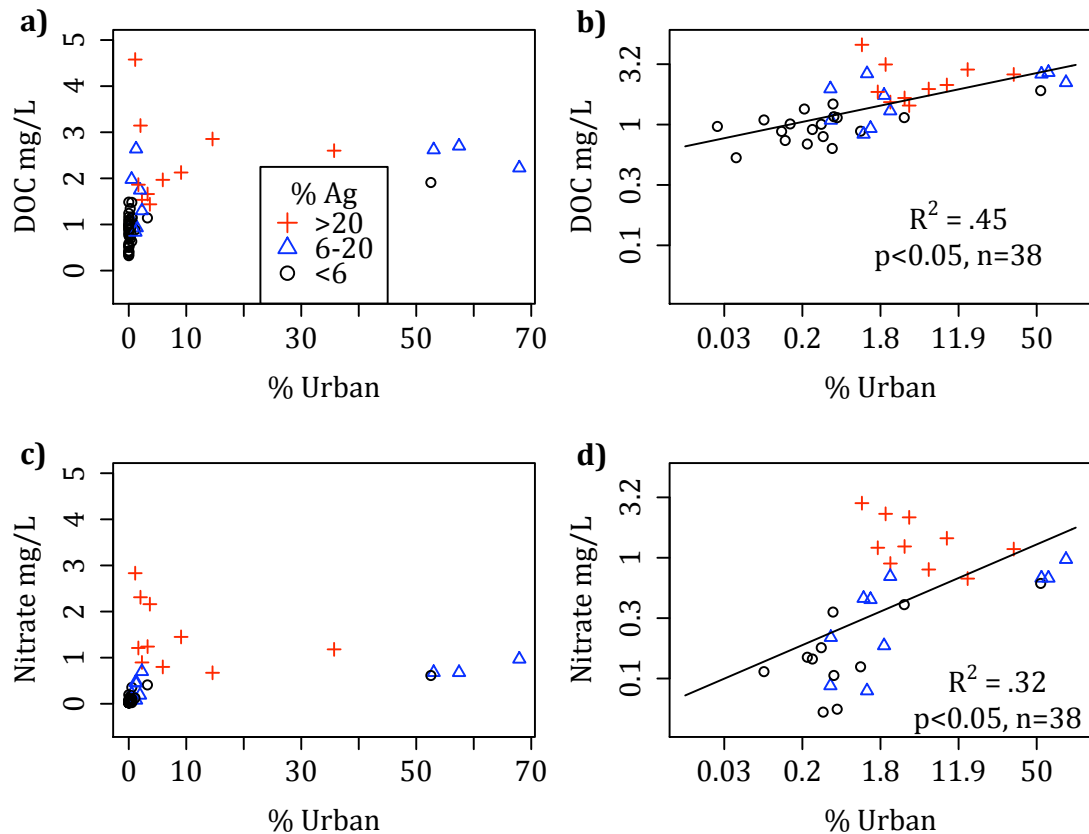 a)
DOC mg/L
5
4
3
2
1
0
% Ag
>20
6-20
<6
0 10 30 50 70
% Urban
b)
DOC mg/L
3.2
1
0.3
0.1
R² = .45
p<0.05, n=38
0.03 0.2 1.8 11.9 50
% Urban
c)
Nitrate mg/L
5
4
3
2
1
0
0 10 30 50 70
% Urban
d)
Nitrate mg/L
3.2
1
0.3
0.1
R² = .32
p<0.05, n=38
0.03 0.2 1.8 11.9 50
% Urban